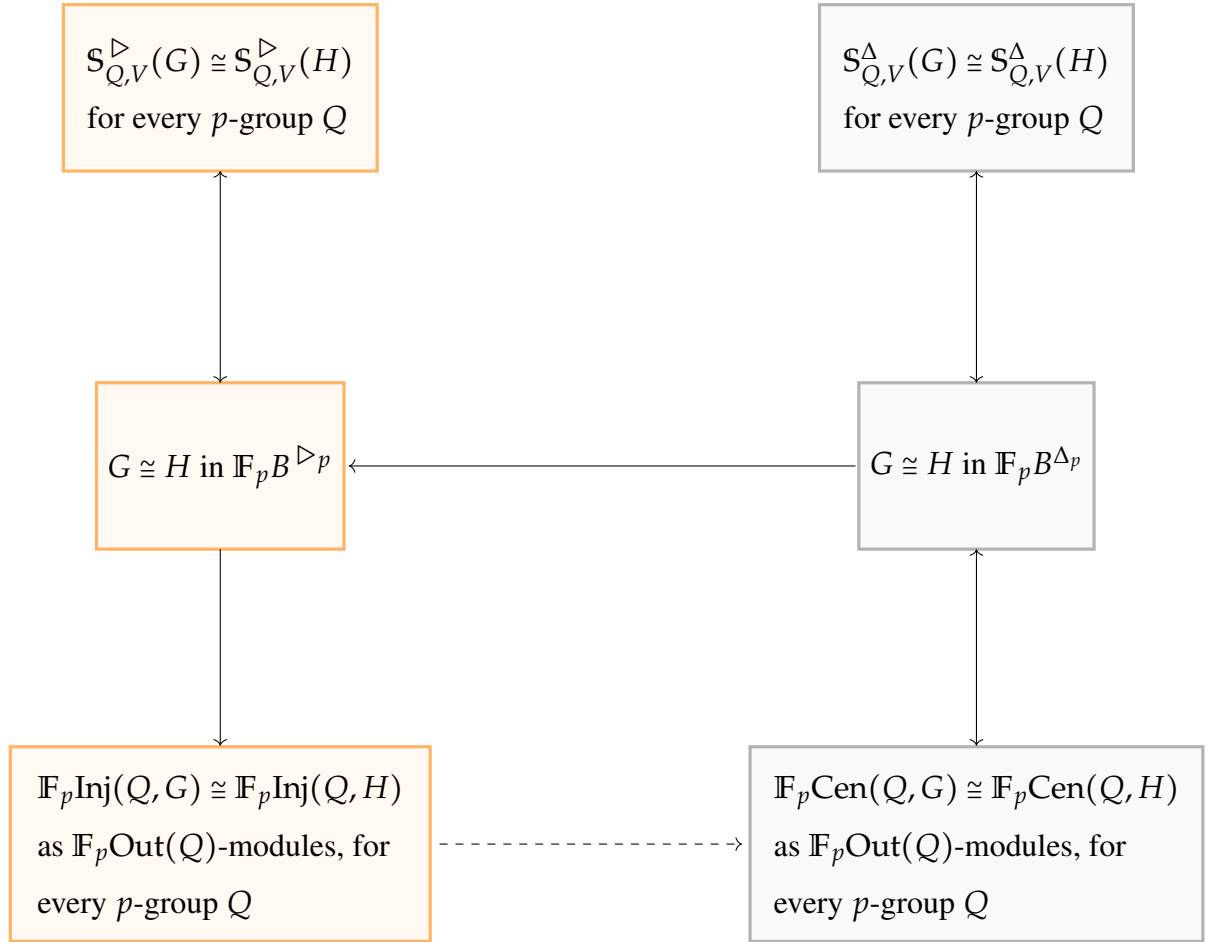 𝕊^▷_{Q,V}(G) ≅ 𝕊^▷_{Q,V}(H)
for every p-group Q
𝕊^Δ_{Q,V}(G) ≅ 𝕊^Δ_{Q,V}(H)
for every p-group Q
G ≅ H in 𝔽_pB^{▷_p}
G ≅ H in 𝔽_pB^{Δ_p}
𝔽_pInj(Q, G) ≅ 𝔽_pInj(Q, H)
as 𝔽_pOut(Q)-modules, for
every p-group Q
𝔽_pCen(Q, G) ≅ 𝔽_pCen(Q, H)
as 𝔽_pOut(Q)-modules, for
every p-group Q